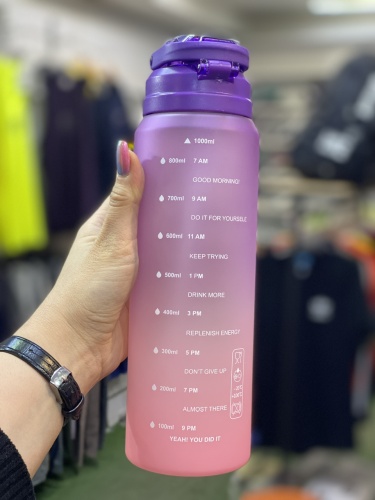 1000ml
800ml 7 AM
GOOD MORNING!
700ml 9 AM
DO IT FOR YOURSELF
600ml 11 AM
KEEP TRYING
500ml 1 PM
DRINK MORE
400ml 3 PM
REPLENISH ENERGY
300ml 5 PM
DON'T GIVE UP
200ml 7 PM
ALMOST THERE
100ml 9 PM
YEAH! YOU DID IT